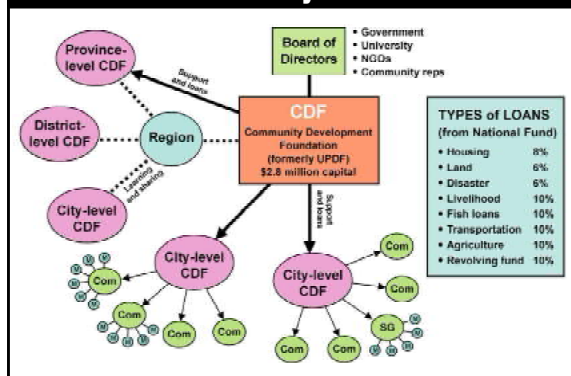 Province-
level CDF
District-
level CDF
City-level
CDF
Region
Support
and loans
Learning
and sharing
Board of
Directors
• Government
• University
• NGOs
• Community reps
CDF
Community Development
Foundation
(formerly UPDF)
$2.8 million capital
Support
and loans
City-level
CDF
Com
Com
Com
Com
M
M
M
M
M
M
M
M
M
M
M
City-level
CDF
Com
Com
SG
Com
Com
M
M
M
M
M
M
TYPES of LOANS
(from National Fund)
• Housing 8%
• Land 6%
• Disaster 6%
• Livelihood 10%
• Fish loans 10%
• Transportation 10%
• Agriculture 10%
• Revolving fund 10%